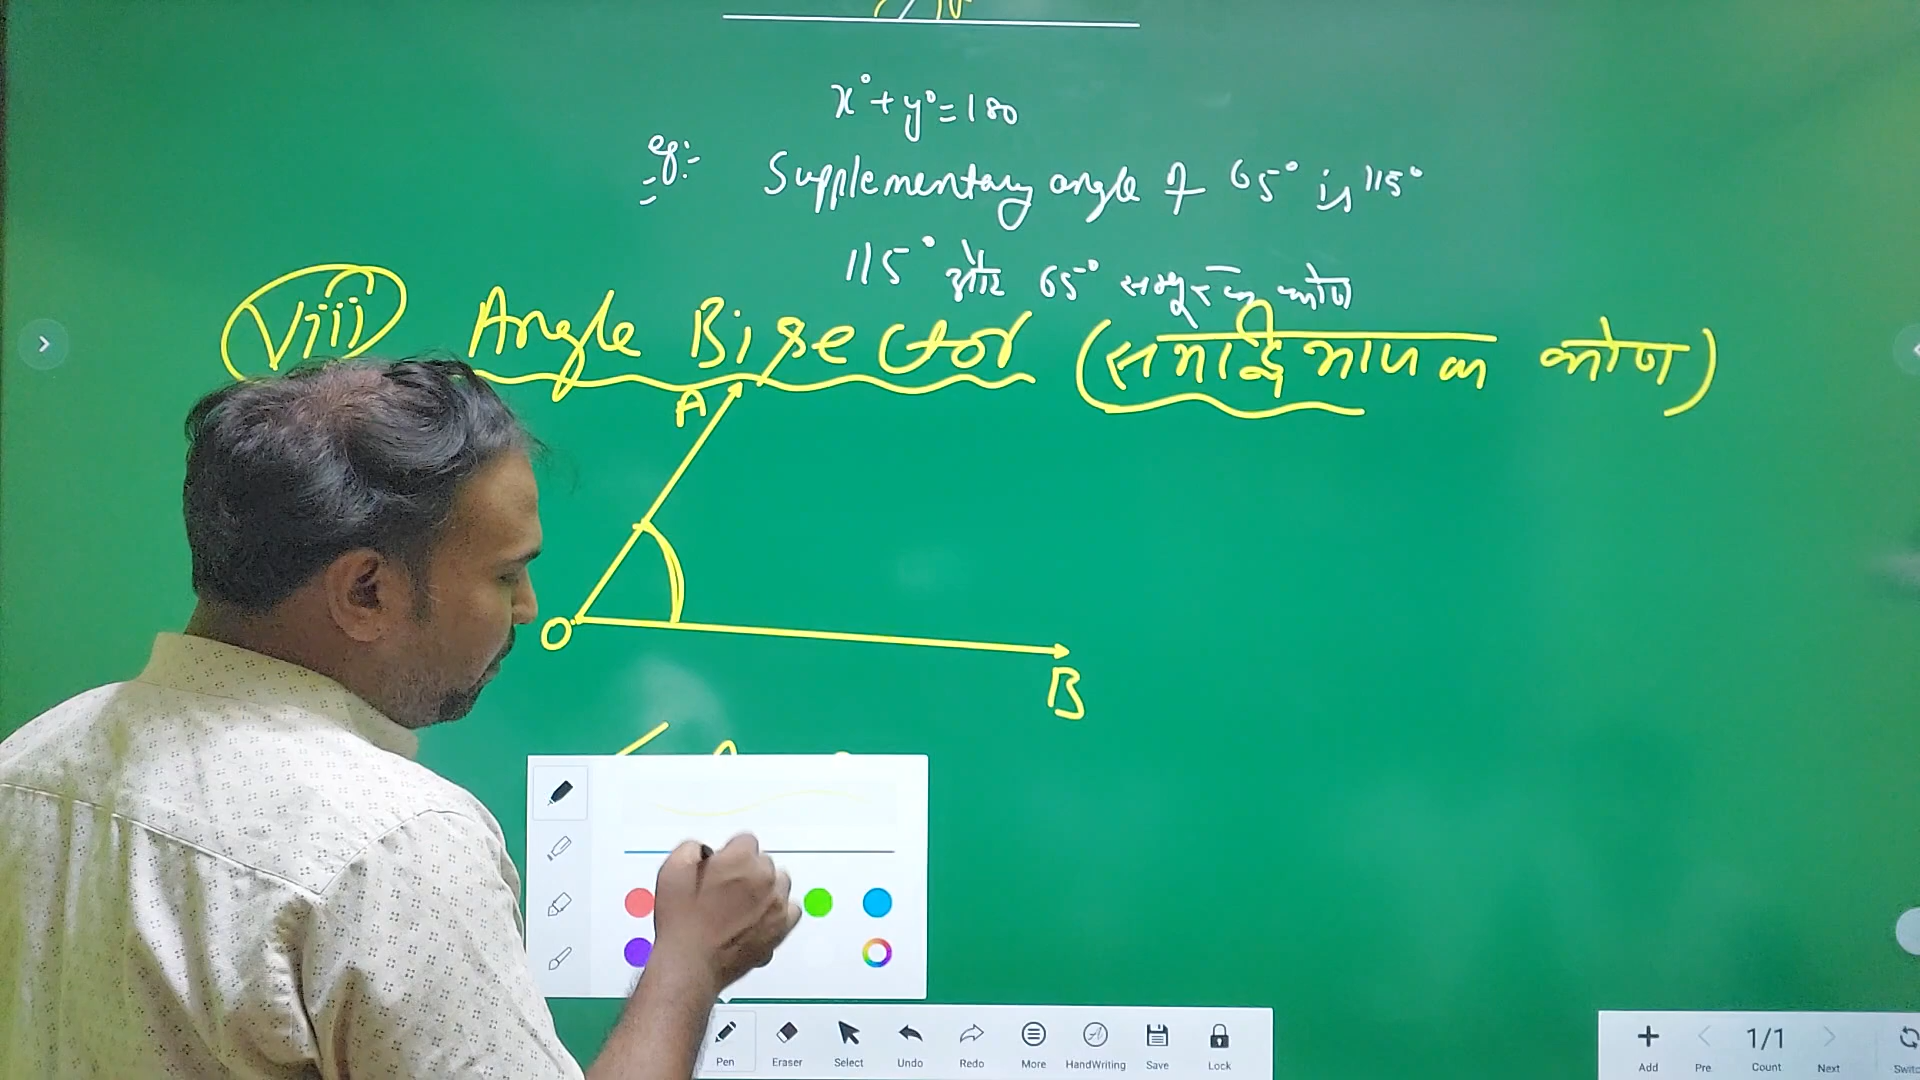 x° + y° = 180
eg:-
Supplementary angle of 65° is 115°
115° और 65° सम्पूरक कोण
viii) Angle Bisector (समद्विभाजक कोण)
A
O
B
Pen Eraser Select Undo Redo More HandWriting Save Lock
1/1
Add Pre Count Next Switc